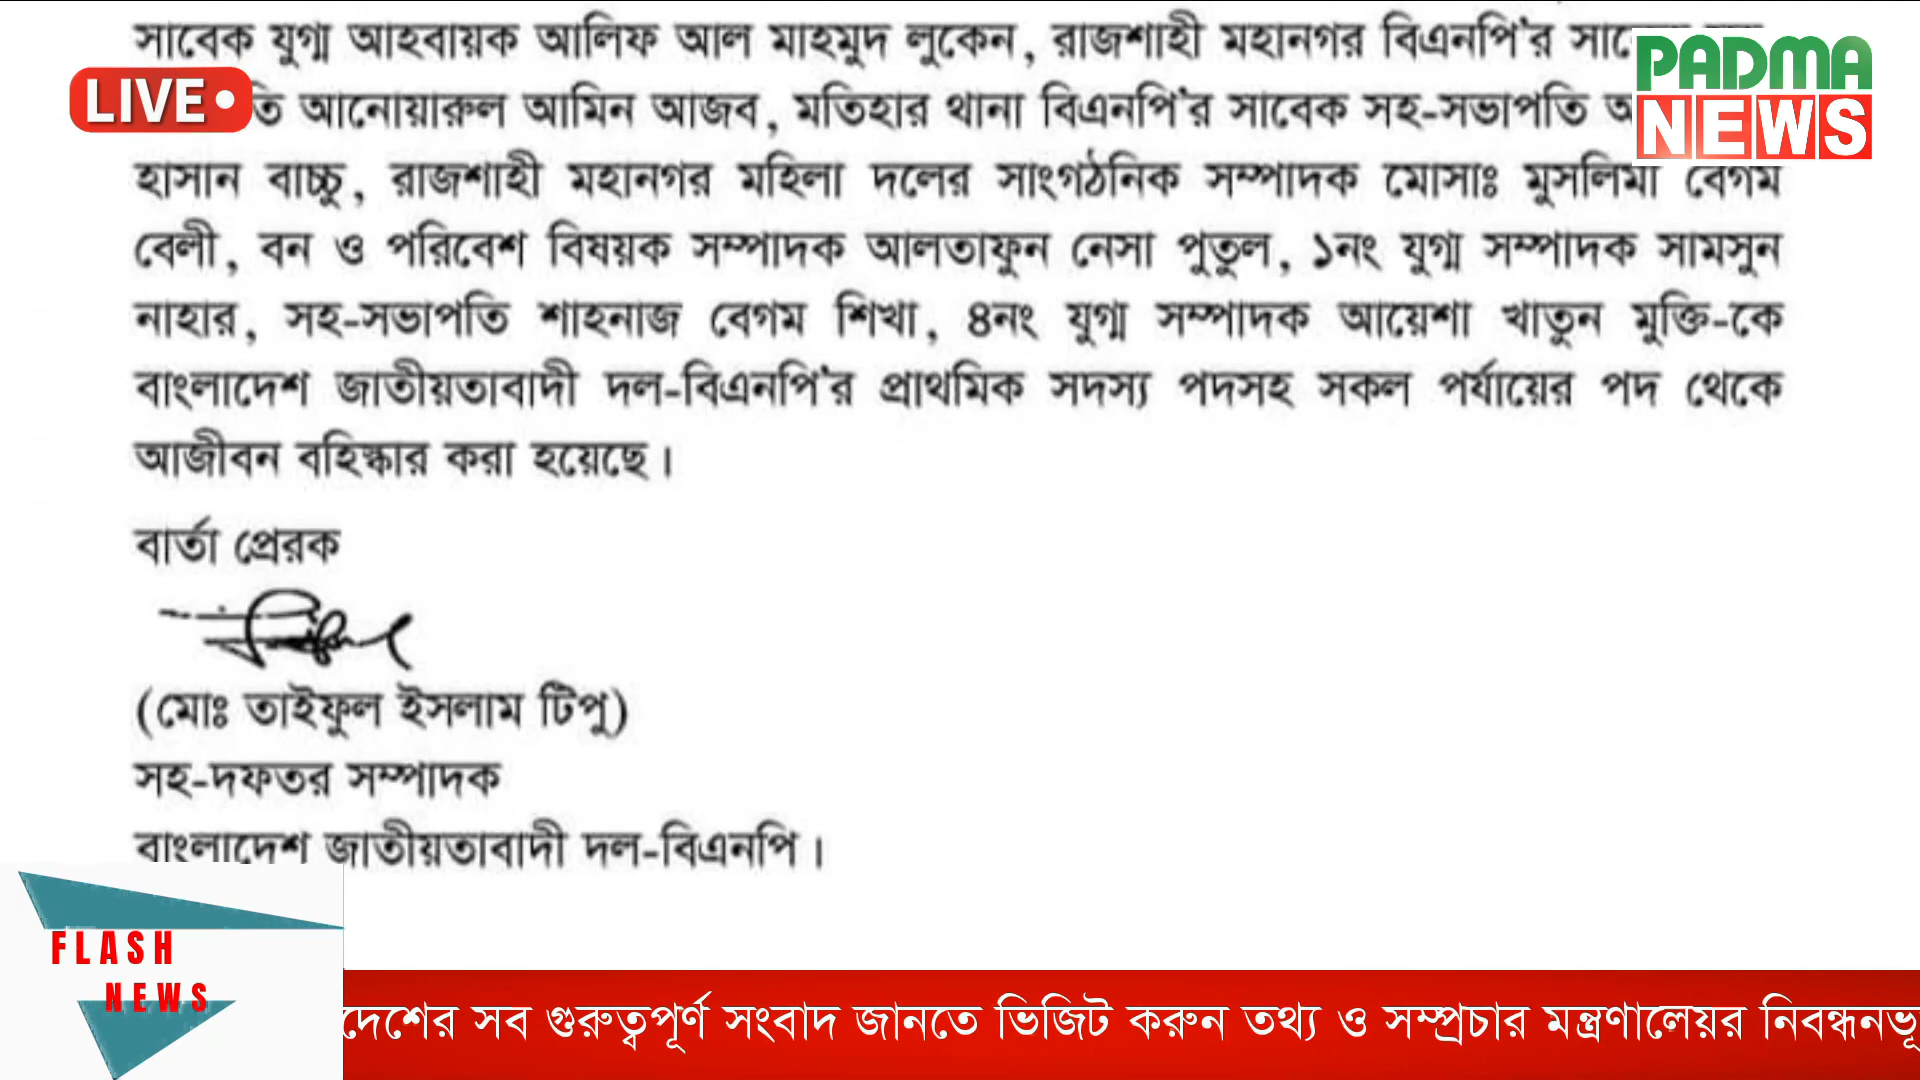 সাবেক যুগ্ম আহবায়ক আলিফ আল মাহমুদ লুকেন, রাজশাহী মহানগর বিএনপি'র
PADMA
LIVE
আনোয়ারুল আমিন আজব, মতিহার থানা বিএনপি'র সাবেক সহ-সভাপতি
NEWS
হাসান বাচ্চু, রাজশাহী মহানগর মহিলা দলের সাংগঠনিক সম্পাদক মোসাঃ মুসলিমা বেগম
বেলী, বন ও পরিবেশ বিষয়ক সম্পাদক আলতাফুন নেসা পুতুল, ১নং যুগ্ম সম্পাদক সামসুন
নাহার, সহ-সভাপতি শাহনাজ বেগম শিখা, ৪নং যুগ্ম সম্পাদক আয়েশা খাতুন মুক্তি-কে
বাংলাদেশ জাতীয়তাবাদী দল-বিএনপি'র প্রাথমিক সদস্য পদসহ সকল পর্যায়ের পদ থেকে
আজীবন বহিস্কার করা হয়েছে।
বার্তা প্রেরক
(মোঃ তাইফুল ইসলাম টিপু)
সহ-দফতর সম্পাদক
বাংলাদেশ জাতীয়তাবাদী দল-বিএনপি।
FLASH
NEWS
দেশের সব গুরুত্বপূর্ণ সংবাদ জানতে ভিজিট করুন তথ্য ও সম্প্রচার মন্ত্রণালেয়র নিবন্ধনভূ